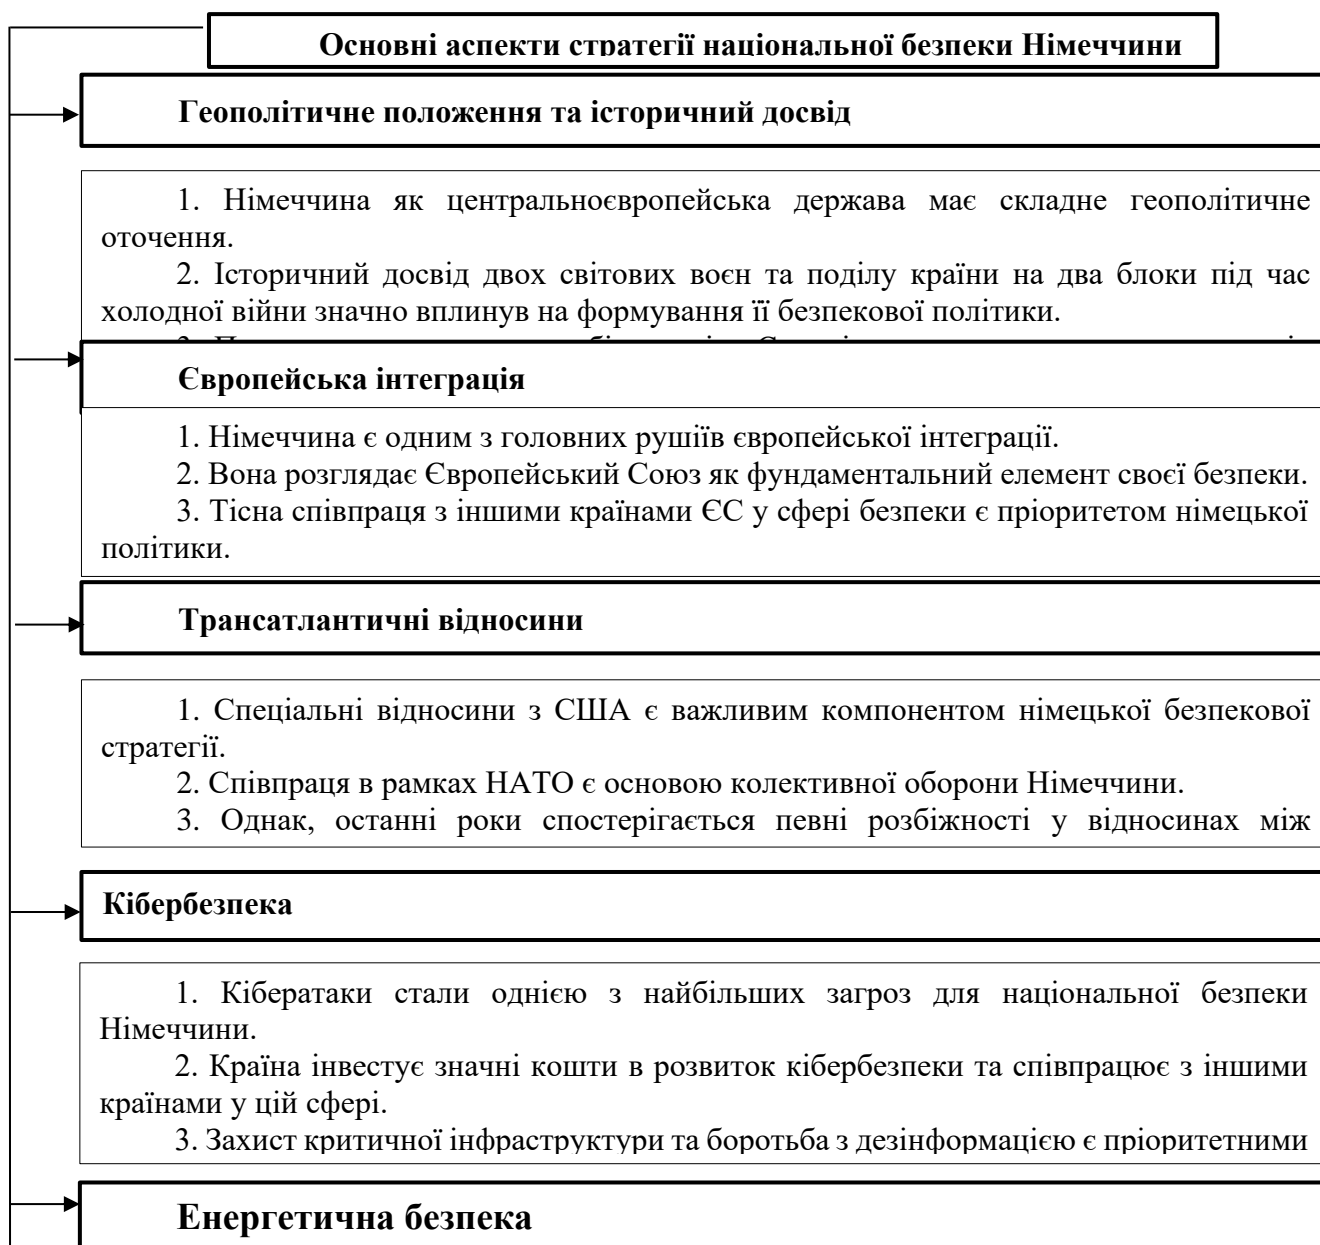 Основні аспекти стратегії національної безпеки Німеччини
Геополітичне положення та історичний досвід
1. Німеччина як центральноєвропейська держава має складне геополітичне
оточення.
2. Історичний досвід двох світових воєн та поділу країни на два блоки під час
холодної війни значно вплинув на формування її безпекової політики.
Європейська інтеграція
1. Німеччина є одним з головних рушіїв європейської інтеграції.
2. Вона розглядає Європейський Союз як фундаментальний елемент своєї безпеки.
3. Тісна співпраця з іншими країнами ЄС у сфері безпеки є пріоритетом німецької
політики.
Трансатлантичні відносини
1. Спеціальні відносини з США є важливим компонентом німецької безпекової
стратегії.
2. Співпраця в рамках НАТО є основою колективної оборони Німеччини.
3. Однак, останні роки спостерігається певні розбіжності у відносинах між
Кібербезпека
1. Кібератаки стали однією з найбільших загроз для національної безпеки
Німеччини.
2. Країна інвестує значні кошти в розвиток кібербезпеки та співпрацює з іншими
країнами у цій сфері.
3. Захист критичної інфраструктури та боротьба з дезінформацією є пріоритетними
Енергетична безпека